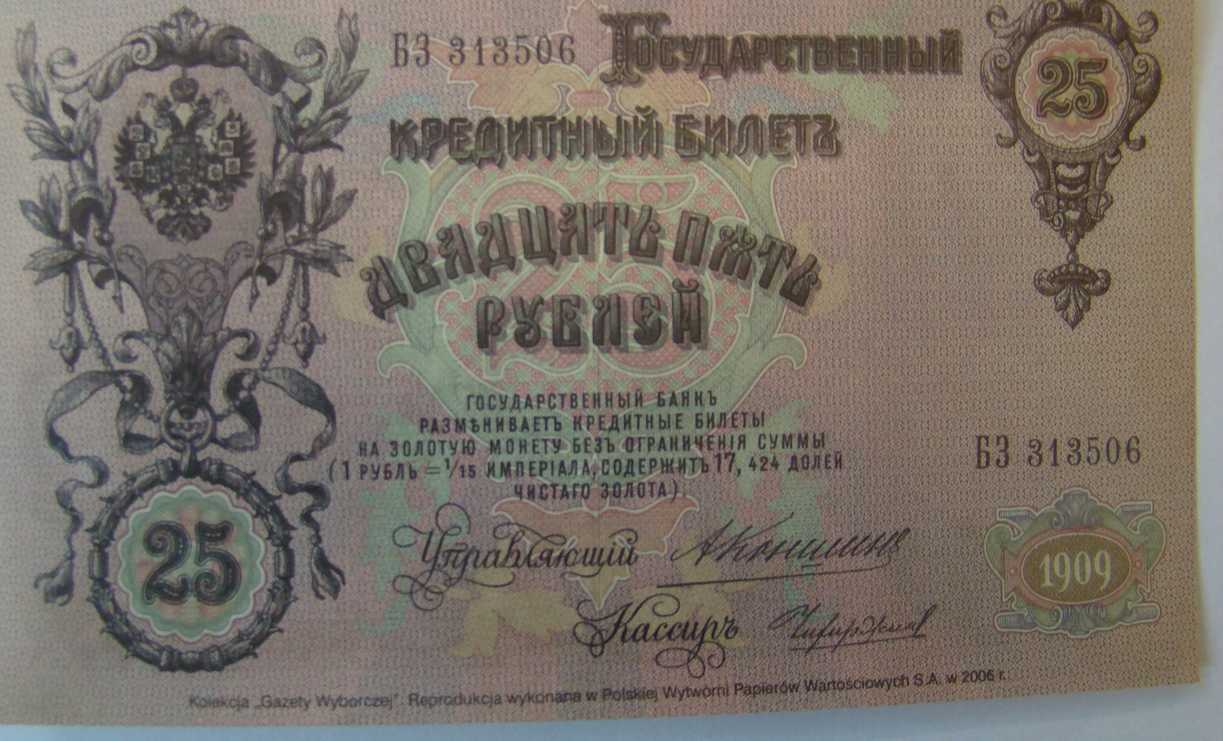 БЗ 313506
Государственный
25
Кредитный Билетъ
Двадцать пять
рублей
ГОСУДАРСТВЕННЫЙ БАНКЪ
РАЗМѢНИВАЕТЪ КРЕДИТНЫЕ БИЛЕТЫ
НА ЗОЛОТУЮ МОНЕТУ БЕЗЪ ОГРАНИЧЕНІЯ СУММЫ
(1 РУБЛЬ = 1/15 ИМПЕРІАЛА, СОДЕРЖИТЪ 17,424 ДОЛЕЙ
ЧИСТАГО ЗОЛОТА).
БЗ 313506
25
Управляющій АКоншинъ
1909
Кассиръ
Kolekcja „Gazety Wyborczej". Reprodukcja wykonana w Polskiej Wytwórni Papierów Wartościowych S.A. w 2006 r.